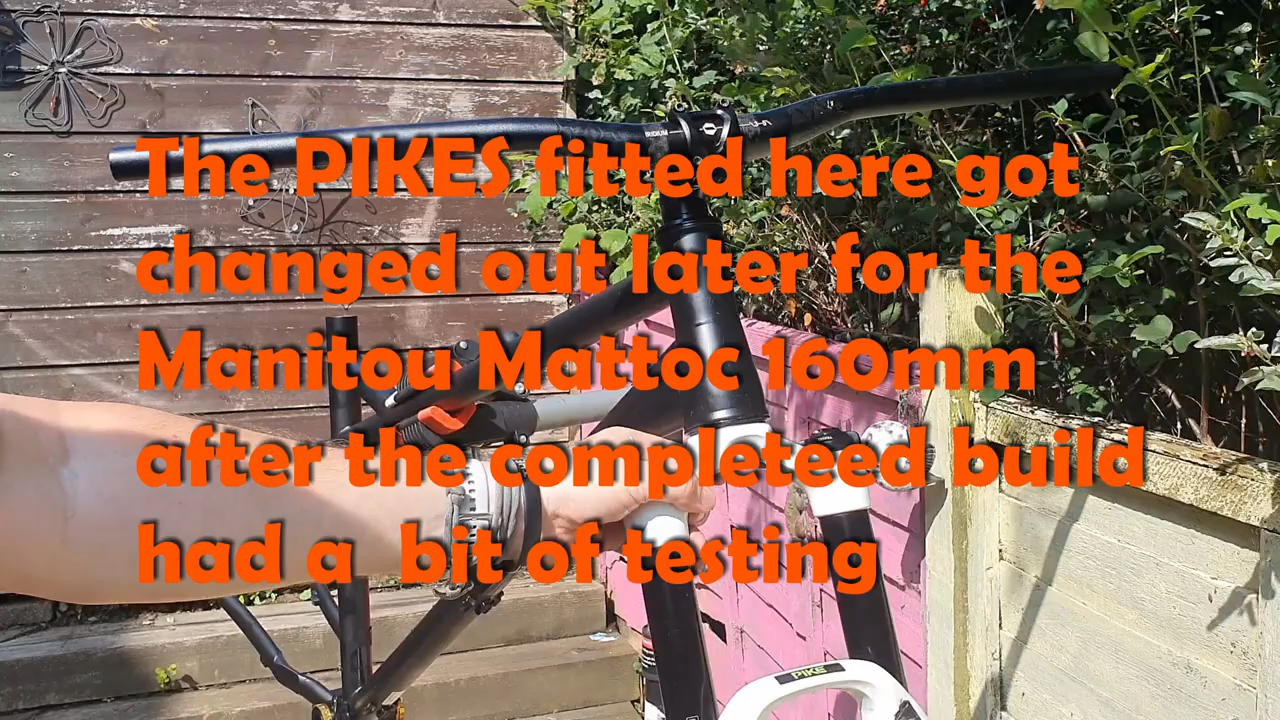 IRIDIUM
The PIKES fitted here got
changed out later for the
Manitou Mattoc 160mm
after the completeed build
had a  bit of testing
PIKE